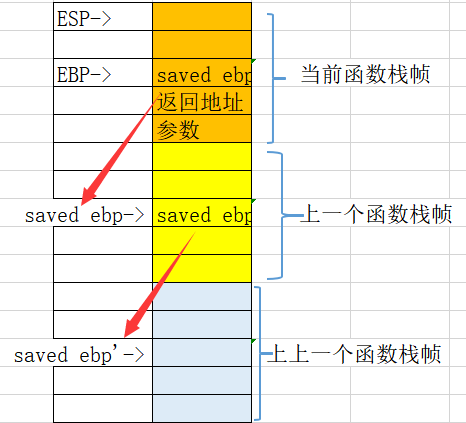 ESP->
EBP-> saved ebp 当前函数栈帧
返回地址
参数
saved ebp-> saved ebp 上一个函数栈帧
saved ebp'-> 上上一个函数栈帧